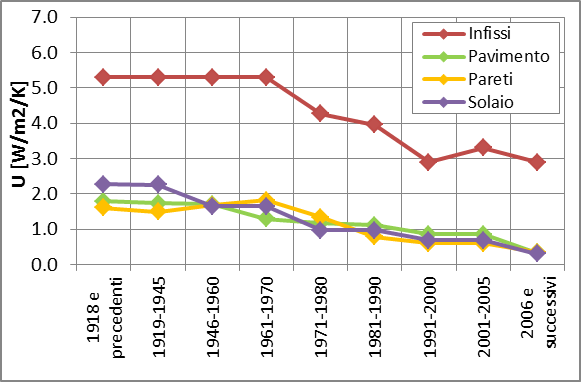 7.0
6.0
5.0
4.0
3.0
2.0
1.0
0.0
U [W/m2/K]
Infissi
Pavimento
Pareti
Solaio
1918 e
precedenti
1919-1945
1946-1960
1961-1970
1971-1980
1981-1990
1991-2000
2001-2005
2006 e
successivi